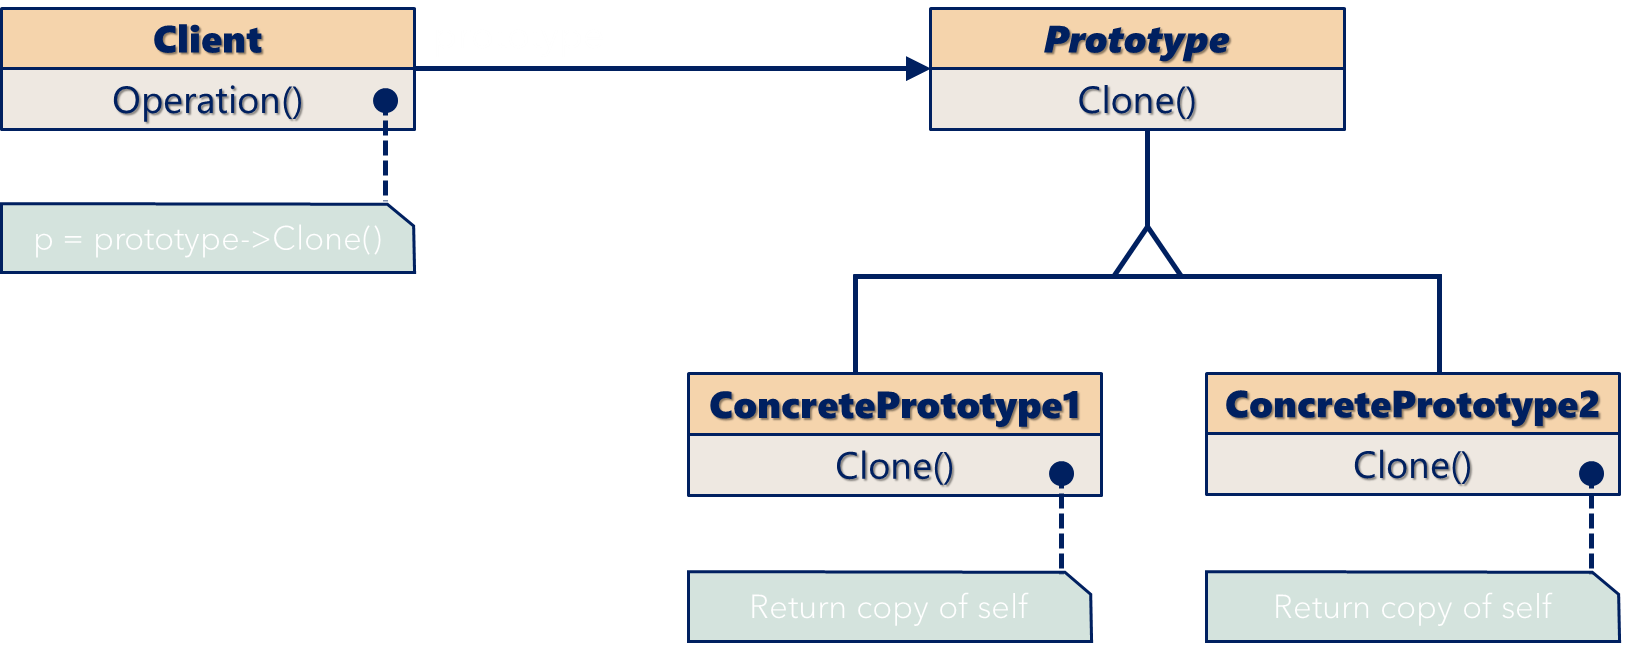 Client
Operation()
p = prototype->Clone()
Prototype
Clone()
ConcretePrototype1
Clone()
Return copy of self
ConcretePrototype2
Clone()
Return copy of self